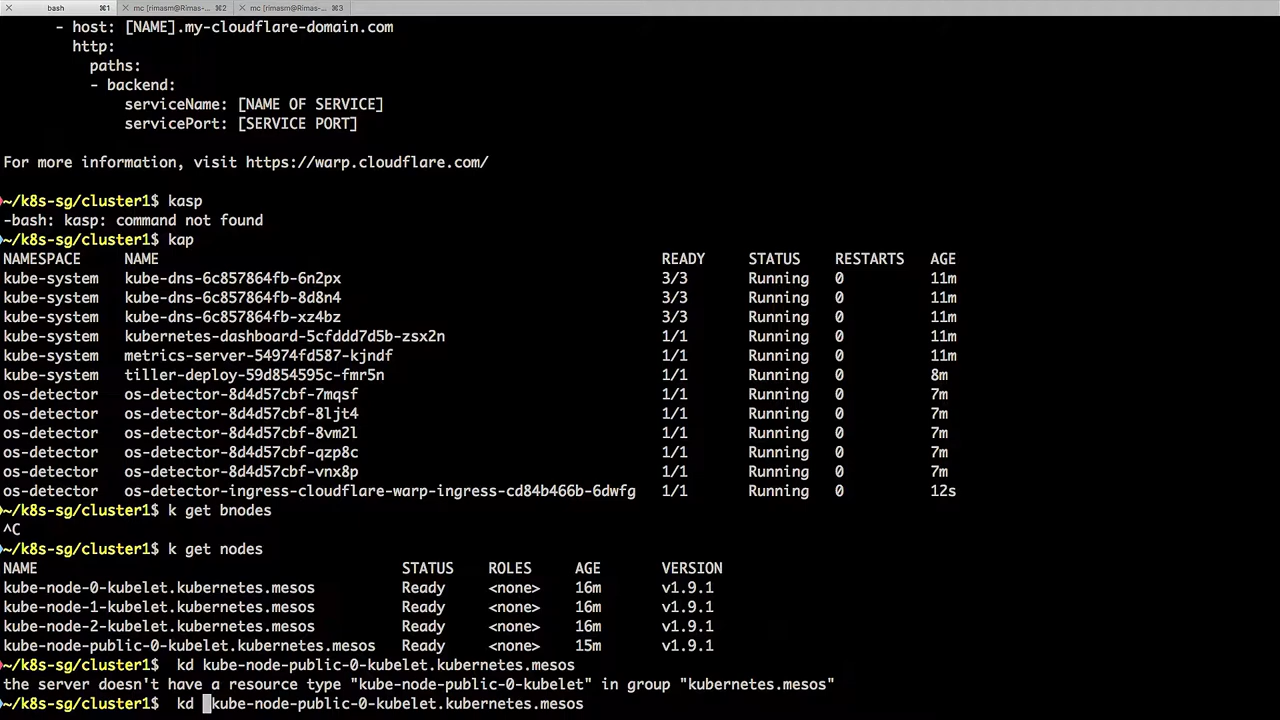 bash ⌘1 mc [rimasm@Rimas-... ⌘2 mc [rimasm@Rimas-... ⌘3
- host: [NAME].my-cloudflare-domain.com
http:
paths:
- backend:
serviceName: [NAME OF SERVICE]
servicePort: [SERVICE PORT]
For more information, visit https://warp.cloudflare.com/
~/k8s-sg/cluster1$ kasp
-bash: kasp: command not found
~/k8s-sg/cluster1$ kap
NAMESPACE NAME READY STATUS RESTARTS AGE
kube-system kube-dns-6c857864fb-6n2px 3/3 Running 0 11m
kube-system kube-dns-6c857864fb-8d8n4 3/3 Running 0 11m
kube-system kube-dns-6c857864fb-xz4bz 3/3 Running 0 11m
kube-system kubernetes-dashboard-5cfddd7d5b-zsx2n 1/1 Running 0 11m
kube-system metrics-server-54974fd587-kjndf 1/1 Running 0 11m
kube-system tiller-deploy-59d854595c-fmr5n 1/1 Running 0 8m
os-detector os-detector-8d4d57cbf-7mqsf 1/1 Running 0 7m
os-detector os-detector-8d4d57cbf-8ljt4 1/1 Running 0 7m
os-detector os-detector-8d4d57cbf-8vm2l 1/1 Running 0 7m
os-detector os-detector-8d4d57cbf-qzp8c 1/1 Running 0 7m
os-detector os-detector-8d4d57cbf-vnx8p 1/1 Running 0 7m
os-detector os-detector-ingress-cloudflare-warp-ingress-cd84b466b-6dwfg 1/1 Running 0 12s
~/k8s-sg/cluster1$ k get bnodes
^C
~/k8s-sg/cluster1$ k get nodes
NAME STATUS ROLES AGE VERSION
kube-node-0-kubelet.kubernetes.mesos Ready <none> 16m v1.9.1
kube-node-1-kubelet.kubernetes.mesos Ready <none> 16m v1.9.1
kube-node-2-kubelet.kubernetes.mesos Ready <none> 16m v1.9.1
kube-node-public-0-kubelet.kubernetes.mesos Ready <none> 15m v1.9.1
~/k8s-sg/cluster1$ kd kube-node-public-0-kubelet.kubernetes.mesos
the server doesn't have a resource type "kube-node-public-0-kubelet" in group "kubernetes.mesos"
~/k8s-sg/cluster1$ kd kube-node-public-0-kubelet.kubernetes.mesos